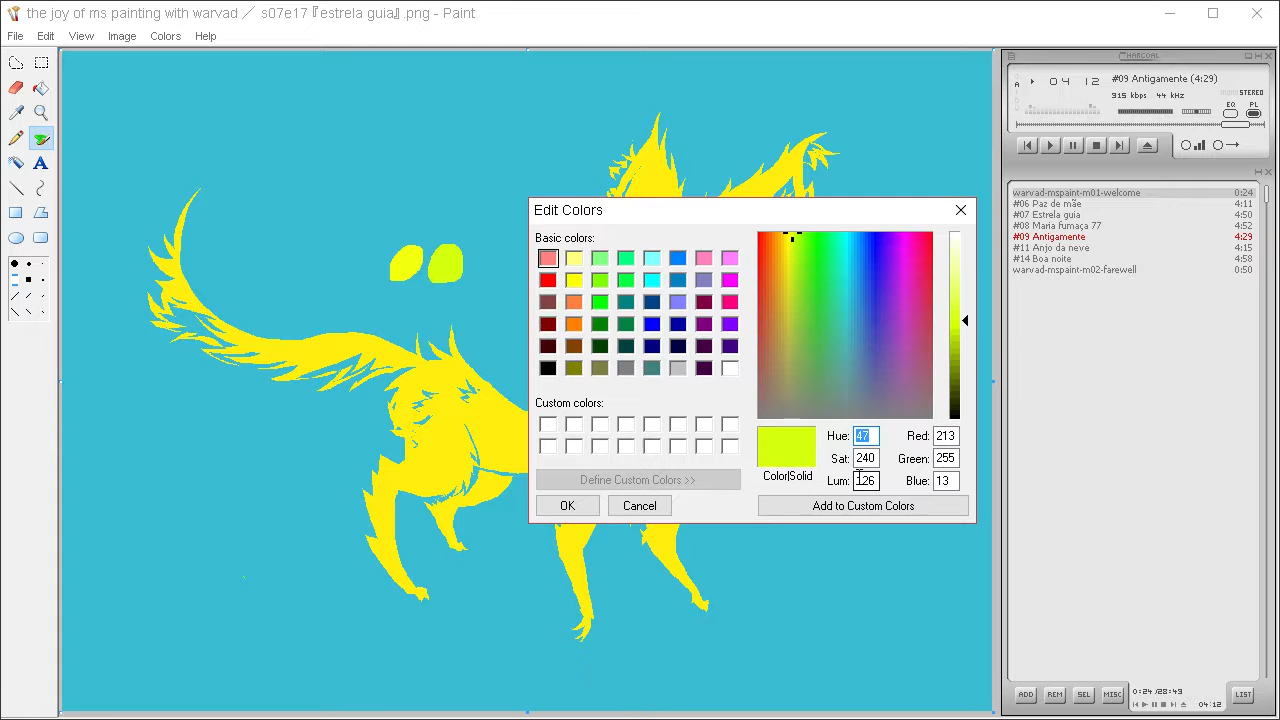 the joy of ms painting with warvad ／ s07e17『estrela guia』.png - Paint
File Edit View Image Colors Help
Edit Colors
Basic colors:
Custom colors:
Define Custom Colors >>
OK Cancel
Hue: 47 Red: 213
Sat: 240 Green: 255
Color|Solid Lum: 126 Blue: 13
Add to Custom Colors
CHARCOAL
04 12 #09 Antigamente (4:29)
315 kbps 44 kHz STEREO
EQ PL
warvad-mspaint-m01-welcome 0:24
#06 Paz de mãe 4:11
#07 Estrela guia 4:50
#08 Maria fumaça 77 4:52
#09 Antigamente 4:29
#11 Anjo da neve 4:15
#14 Boa noite 4:58
warvad-mspaint-m02-farewell 0:50
ADD REM SEL MISC 0:24/28:49 04:12 LIST